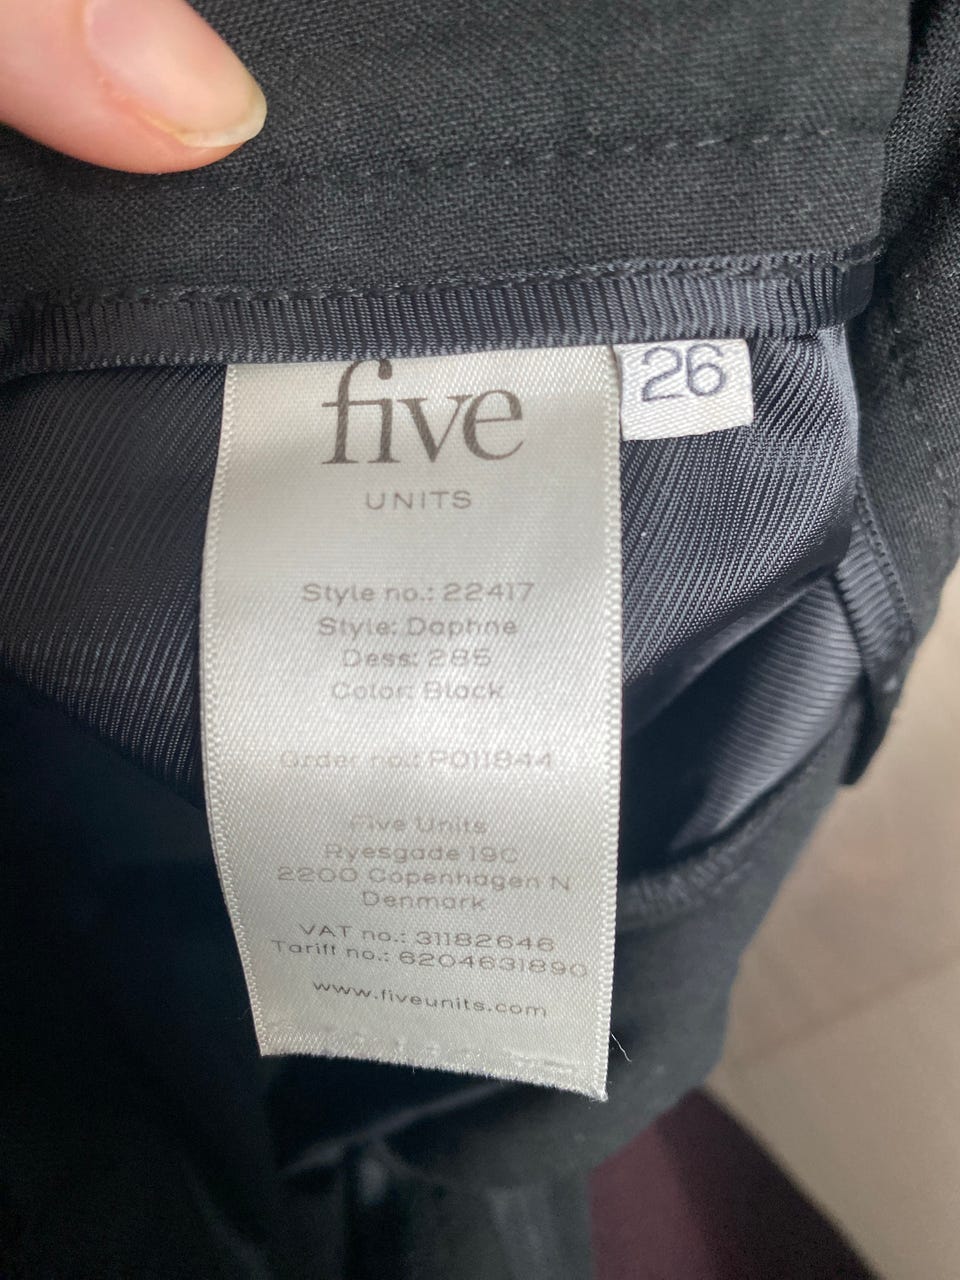 five
UNITS
26
Style no.: 22417
Style: Daphne
Dess: 285
Color: Black
Order no.: PO11844
Five Units
Ryesgade 19C
2200 Copenhagen N
Denmark
VAT no.: 31182646
Tariff no.: 6204631890
www.fiveunits.com